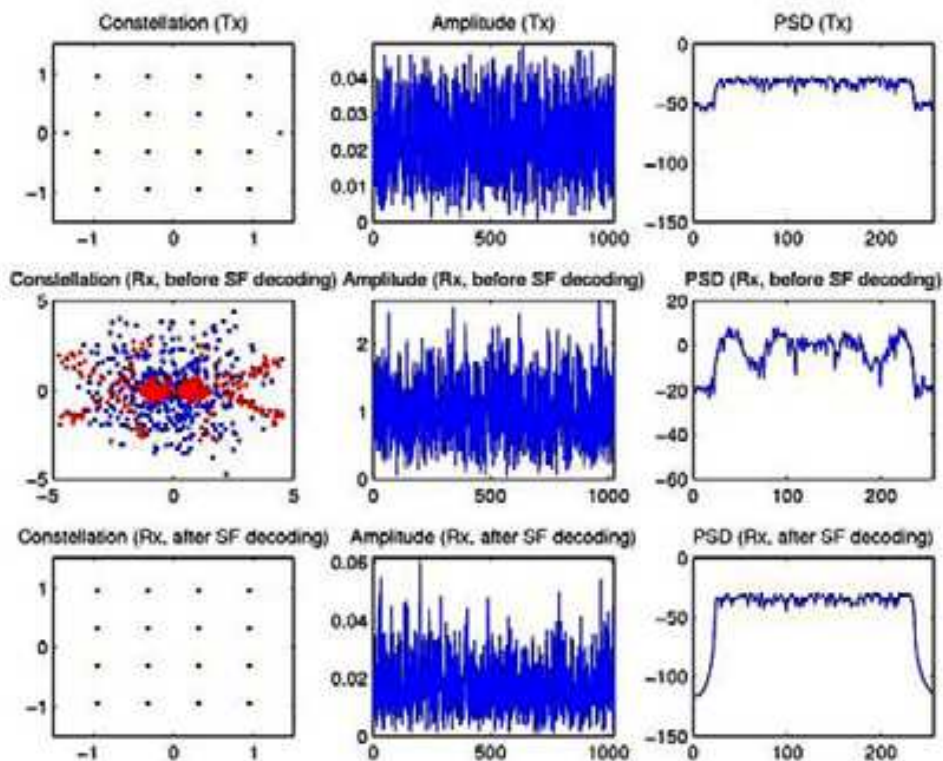 Constellation (Tx)
1
0
−1
−1 0 1
Amplitude (Tx)
0.04
0.03
0.02
0.01
0
0 500 1000
PSD (Tx)
0
−50
−100
−150
0 100 200
Constellation (Rx, before SF decoding)
5
0
−5
−5 0 5
Amplitude (Rx, before SF decoding)
2
1
0
0 500 1000
PSD (Rx, before SF decoding)
20
0
−20
−40
−60
0 100 200
Constellation (Rx, after SF decoding)
1
0
−1
−1 0 1
Amplitude (Rx, after SF decoding)
0.06
0.04
0.02
0
0 500 1000
PSD (Rx, after SF decoding)
0
−50
−100
−150
0 100 200